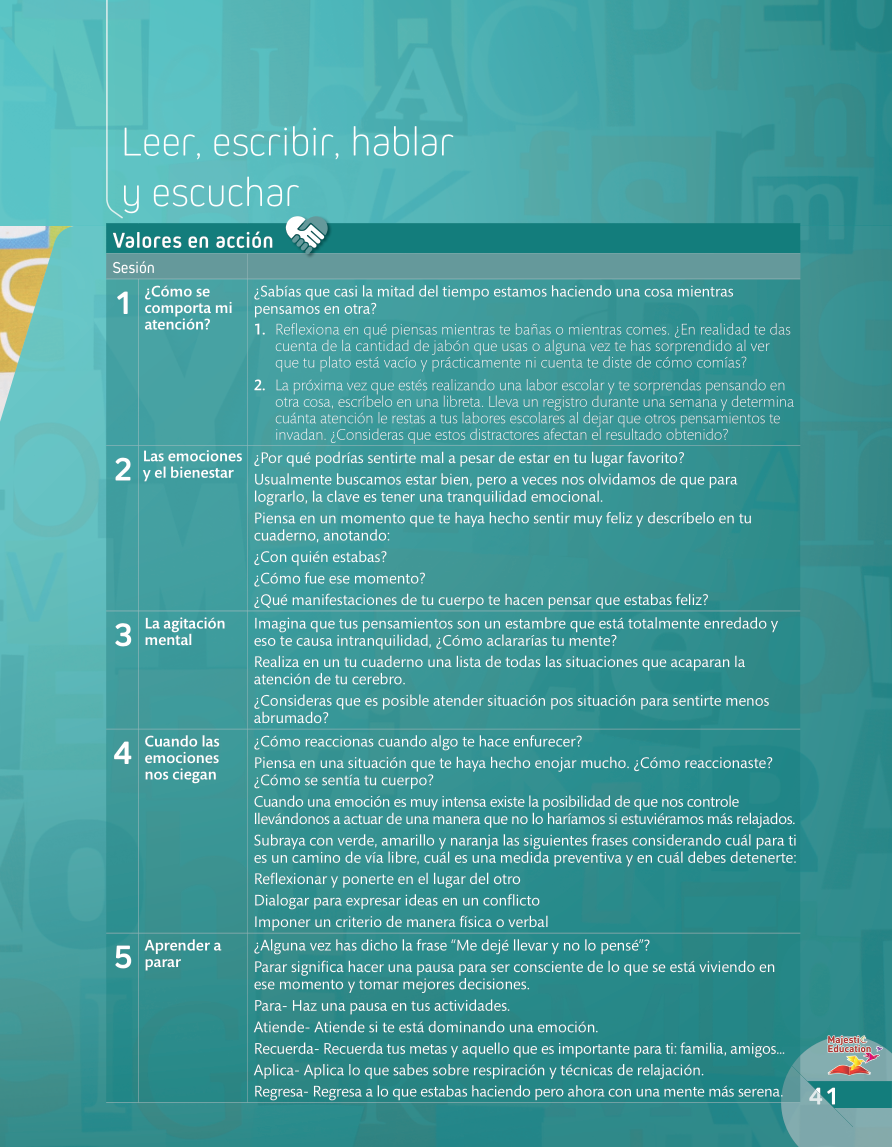 Leer, escribir, hablar
y escuchar
Valores en acción
Sesión
1
¿Cómo se
comporta mi
atención?
¿Sabías que casi la mitad del tiempo estamos haciendo una cosa mientras
pensamos en otra?
1. Reflexiona en qué piensas mientras te bañas o mientras comes. ¿En realidad te das
cuenta de la cantidad de jabón que usas o alguna vez te has sorprendido al ver
que tu plato está vacío y prácticamente ni cuenta te diste de cómo comías?
2. La próxima vez que estés realizando una labor escolar y te sorprendas pensando en
otra cosa, escríbelo en una libreta. Lleva un registro durante una semana y determina
cuánta atención le restas a tus labores escolares al dejar que otros pensamientos te
invadan. ¿Consideras que estos distractores afectan el resultado obtenido?
2
Las emociones
y el bienestar
¿Por qué podrías sentirte mal a pesar de estar en tu lugar favorito?
Usualmente buscamos estar bien, pero a veces nos olvidamos de que para
lograrlo, la clave es tener una tranquilidad emocional.
Piensa en un momento que te haya hecho sentir muy feliz y descríbelo en tu
cuaderno, anotando:
¿Con quién estabas?
¿Cómo fue ese momento?
¿Qué manifestaciones de tu cuerpo te hacen pensar que estabas feliz?
3
La agitación
mental
Imagina que tus pensamientos son un estambre que está totalmente enredado y
eso te causa intranquilidad, ¿Cómo aclararías tu mente?
Realiza en un tu cuaderno una lista de todas las situaciones que acaparan la
atención de tu cerebro.
¿Consideras que es posible atender situación pos situación para sentirte menos
abrumado?
4
Cuando las
emociones
nos ciegan
¿Cómo reaccionas cuando algo te hace enfurecer?
Piensa en una situación que te haya hecho enojar mucho. ¿Cómo reaccionaste?
¿Cómo se sentía tu cuerpo?
Cuando una emoción es muy intensa existe la posibilidad de que nos controle
llevándonos a actuar de una manera que no lo haríamos si estuviéramos más relajados.
Subraya con verde, amarillo y naranja las siguientes frases considerando cuál para ti
es un camino de vía libre, cuál es una medida preventiva y en cuál debes detenerte:
Reflexionar y ponerte en el lugar del otro
Dialogar para expresar ideas en un conflicto
Imponer un criterio de manera física o verbal
5
Aprender a
parar
¿Alguna vez has dicho la frase “Me dejé llevar y no lo pensé”?
Parar significa hacer una pausa para ser consciente de lo que se está viviendo en
ese momento y tomar mejores decisiones.
Para- Haz una pausa en tus actividades.
Atiende- Atiende si te está dominando una emoción.
Recuerda- Recuerda tus metas y aquello que es importante para ti: familia, amigos...
Aplica- Aplica lo que sabes sobre respiración y técnicas de relajación.
Regresa- Regresa a lo que estabas haciendo pero ahora con una mente más serena.
Majestic
Education
41